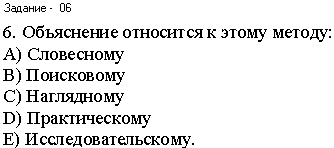 Задание - 06
6. Объяснение относится к этому методу:
A) Словесному
B) Поисковому
C) Наглядному
D) Практическому
E) Исследовательскому.